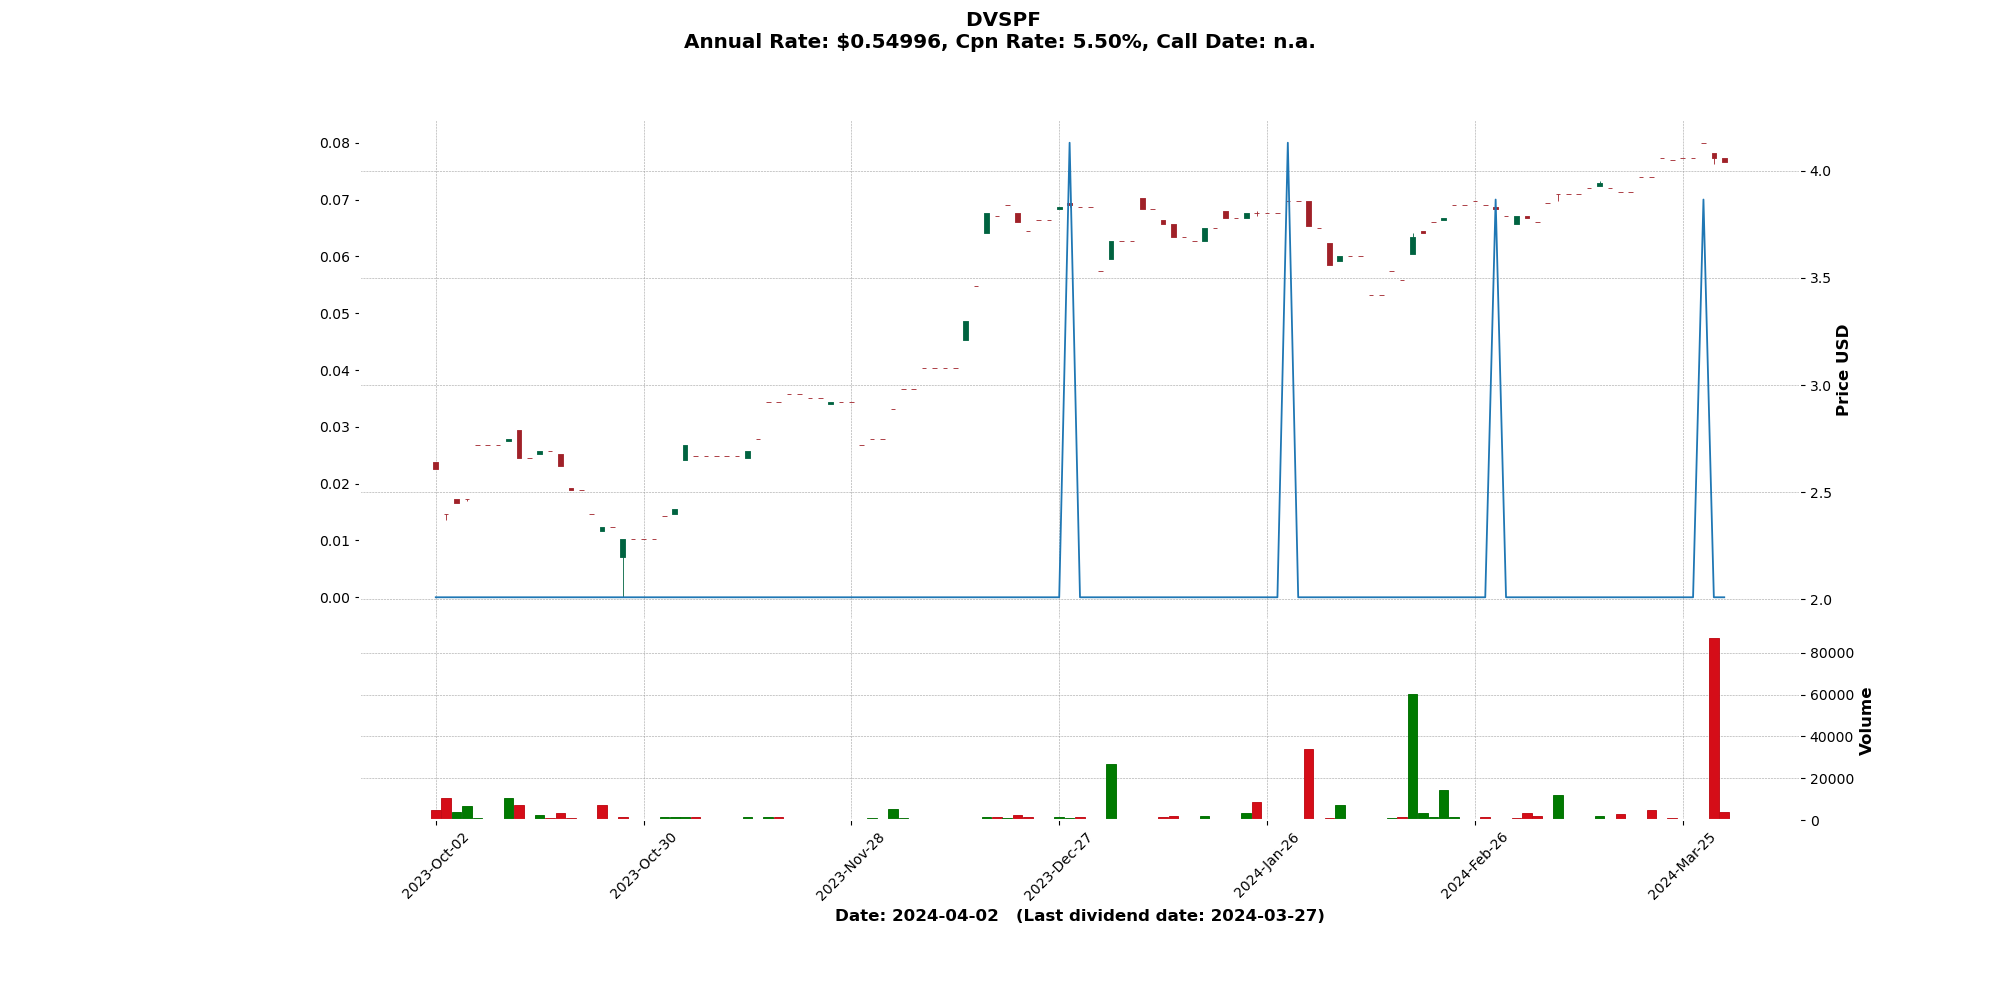 DVSPF
Annual Rate: $0.54996, Cpn Rate: 5.50%, Call Date: n.a.
0.08
0.07
0.06
0.05
0.04
0.03
0.02
0.01
0.00
4.0
3.5
3.0
2.5
2.0
Price USD
80000
60000
40000
20000
0
Volume
2023-Oct-02
2023-Oct-30
2023-Nov-28
2023-Dec-27
2024-Jan-26
2024-Feb-26
2024-Mar-25
Date: 2024-04-02 (Last dividend date: 2024-03-27)